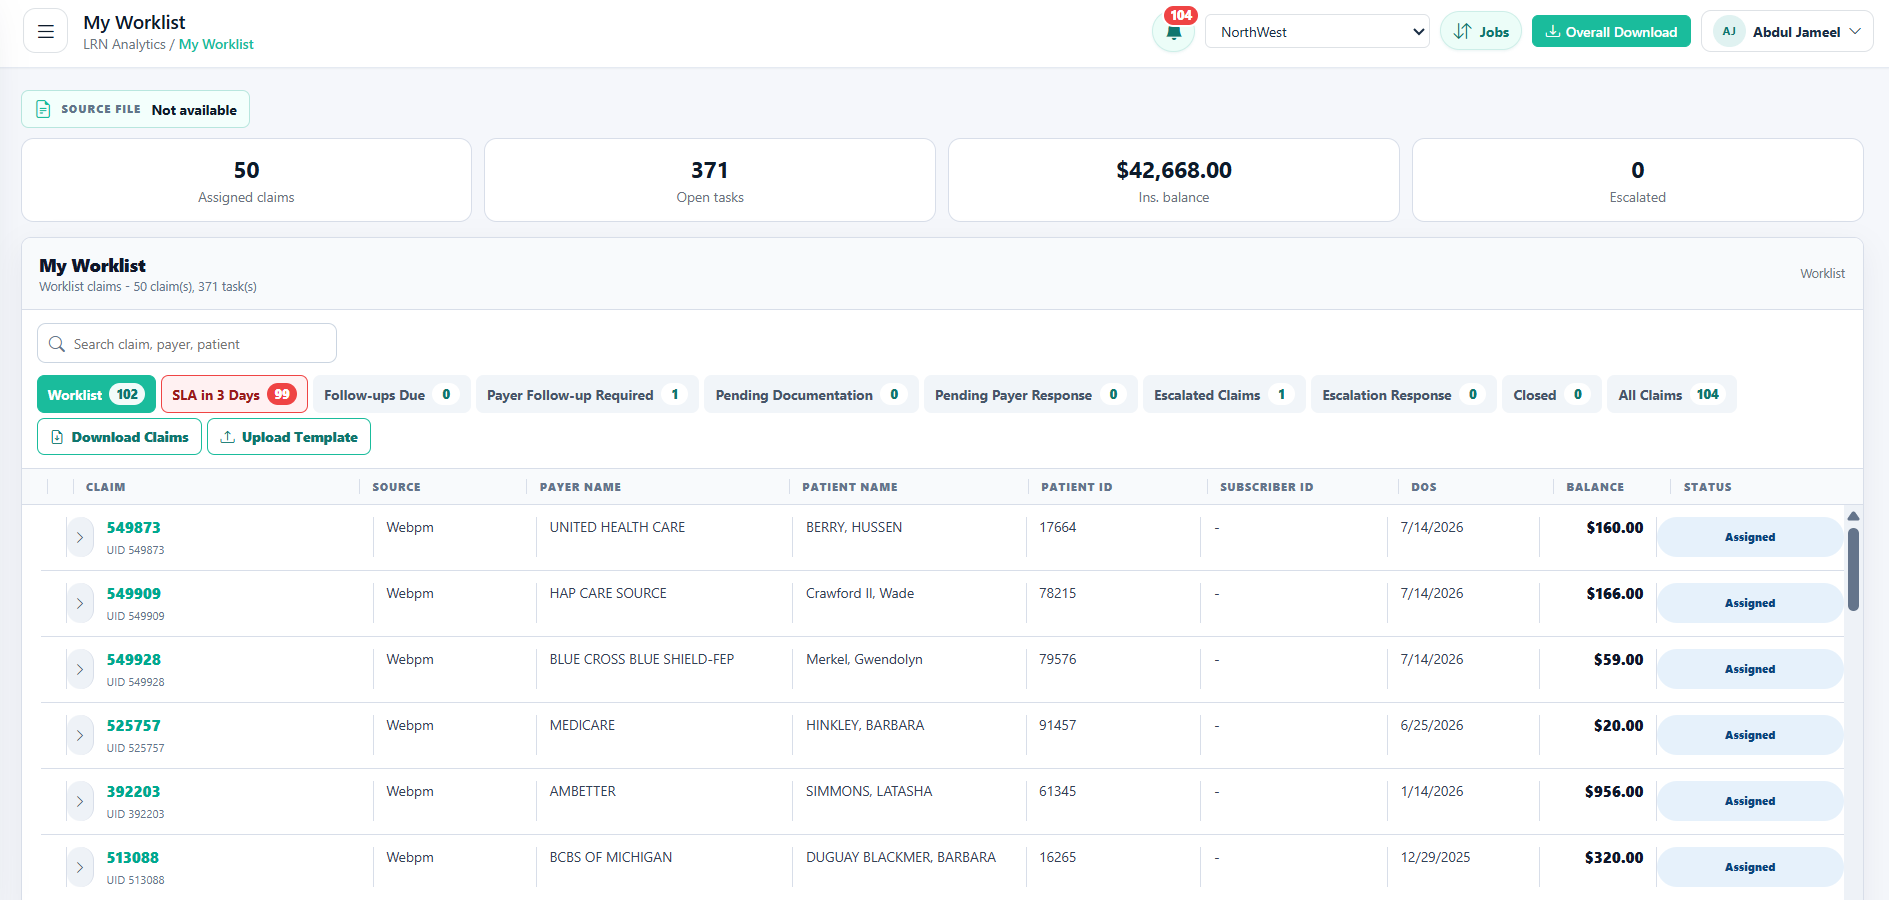 My Worklist
LRN Analytics / My Worklist
104
NorthWest
Jobs
Overall Download
AJ
Abdul Jameel
SOURCE FILE Not available
50
Assigned claims
371
Open tasks
$42,668.00
Ins. balance
0
Escalated
My Worklist
Worklist claims - 50 claim(s), 371 task(s)
Worklist
Search claim, payer, patient
Worklist 102
SLA in 3 Days 99
Follow-ups Due 0
Payer Follow-up Required 1
Pending Documentation 0
Pending Payer Response 0
Escalated Claims 1
Escalation Response 0
Closed 0
All Claims 104
Download Claims
Upload Template
CLAIM SOURCE PAYER NAME PATIENT NAME PATIENT ID SUBSCRIBER ID DOS BALANCE STATUS
549873 Webpm UNITED HEALTH CARE BERRY, HUSSEN 17664 - 7/14/2026 $160.00 Assigned
UID 549873
549909 Webpm HAP CARE SOURCE Crawford II, Wade 78215 - 7/14/2026 $166.00 Assigned
UID 549909
549928 Webpm BLUE CROSS BLUE SHIELD-FEP Merkel, Gwendolyn 79576 - 7/14/2026 $59.00 Assigned
UID 549928
525757 Webpm MEDICARE HINKLEY, BARBARA 91457 - 6/25/2026 $20.00 Assigned
UID 525757
392203 Webpm AMBETTER SIMMONS, LATASHA 61345 - 1/14/2026 $956.00 Assigned
UID 392203
513088 Webpm BCBS OF MICHIGAN DUGUAY BLACKMER, BARBARA 16265 - 12/29/2025 $320.00 Assigned
UID 513088